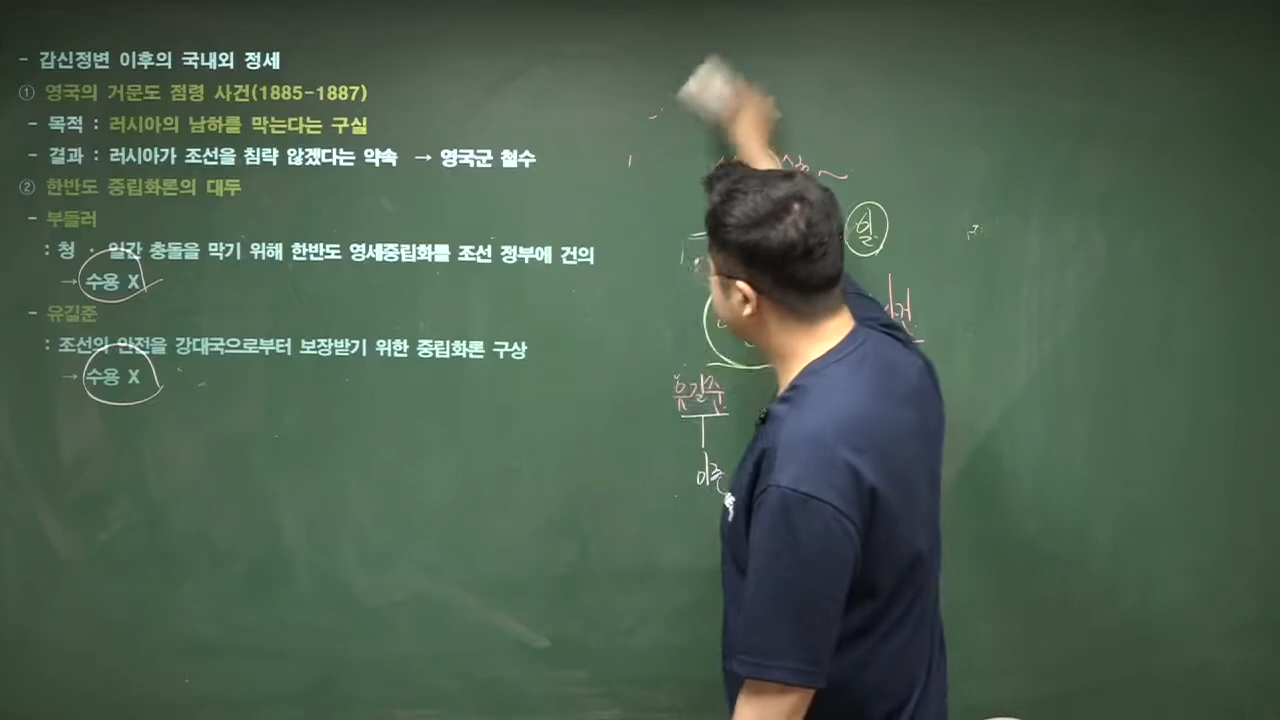 - 갑신정변 이후의 국내외 정세
① 영국의 거문도 점령 사건(1885-1887)
- 목적 : 러시아의 남하를 막는다는 구실
- 결과 : 러시아가 조선을 침략 않겠다는 약속 → 영국군 철수
② 한반도 중립화론의 대두
- 부들러
: 청 · 일간 충돌을 막기 위해 한반도 영세중립화를 조선 정부에 건의
→ 수용 X
- 유길준
: 조선의 안전을 강대국으로부터 보장받기 위한 중립화론 구상
→ 수용 X
일
유길준